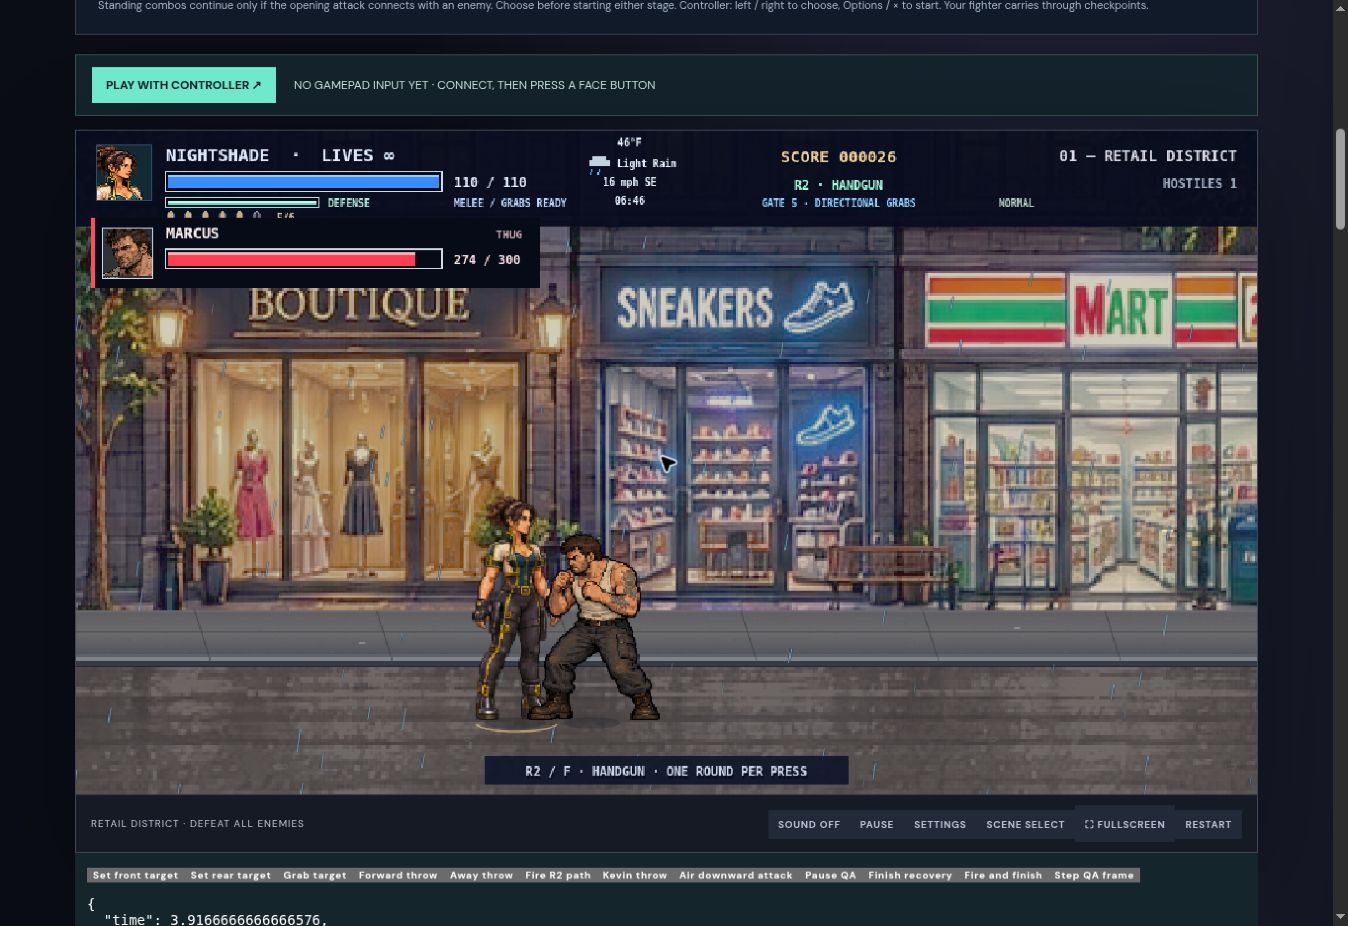 Standing combos continue only if the opening attack connects with an enemy. Choose before starting either stage. Controller: left / right to choose, Options / × to start. Your fighter carries through checkpoints.
PLAY WITH CONTROLLER ↗
NO GAMEPAD INPUT YET · CONNECT, THEN PRESS A FACE BUTTON
NIGHTSHADE · LIVES ∞
110 / 110
DEFENSE
MELEE / GRABS READY
5/6
46°F
Light Rain
16 mph SE
06:46
SCORE 000026
R2 · HANDGUN
GATE 5 · DIRECTIONAL GRABS
NORMAL
01 — RETAIL DISTRICT
HOSTILES 1
MARCUS
THUG
274 / 300
BOUTIQUE
SNEAKERS
MART
R2 / F · HANDGUN · ONE ROUND PER PRESS
RETAIL DISTRICT · DEFEAT ALL ENEMIES
SOUND OFF PAUSE SETTINGS SCENE SELECT ⛶ FULLSCREEN RESTART
Set front target Set rear target Grab target Forward throw Away throw Fire R2 path Kevin throw Air downward attack Pause QA Finish recovery Fire and finish Step QA frame
{
"time": 3.9166666666666576,